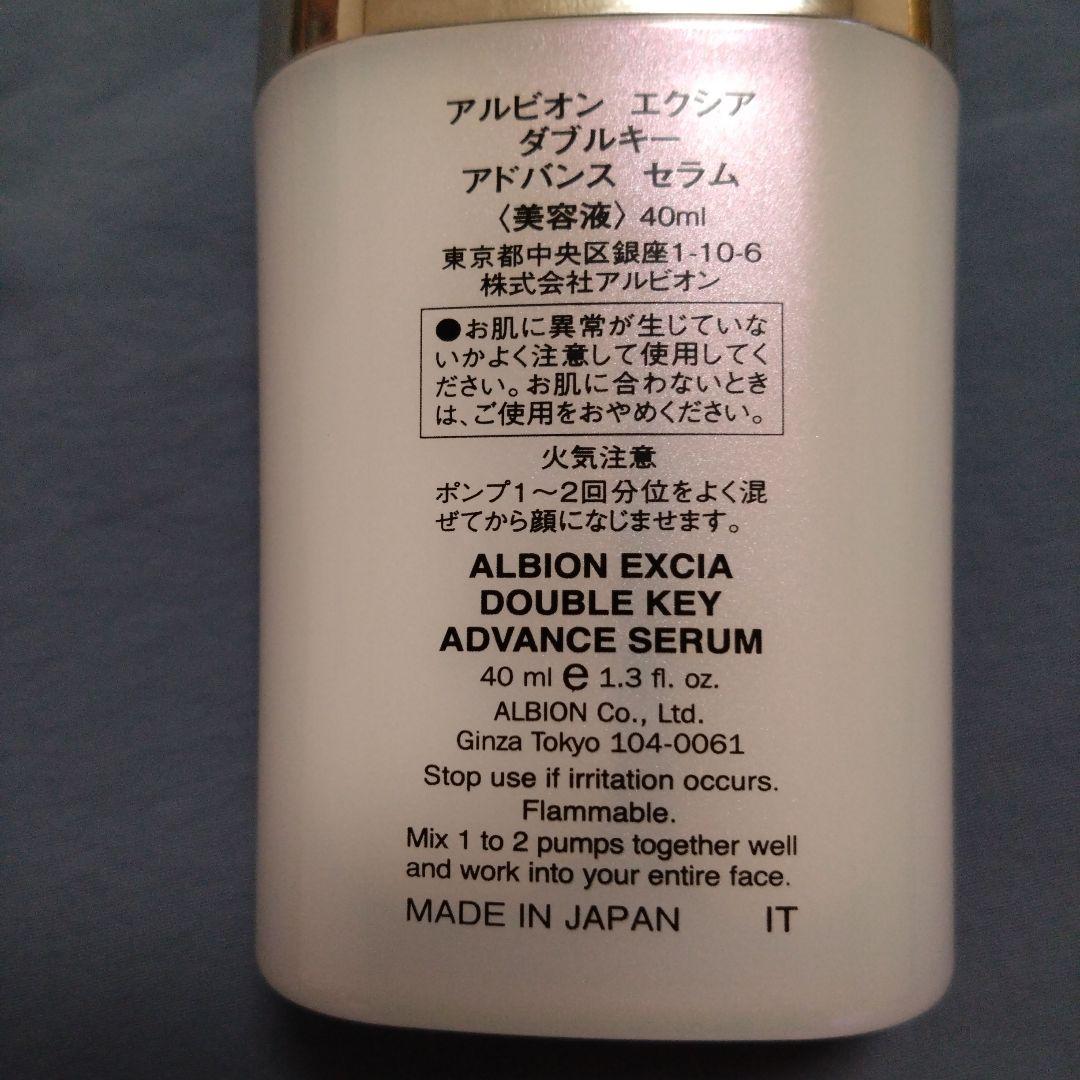 アルビオン エクシア
ダブルキー
アドバンス セラム
〈美容液〉 40ml
東京都中央区銀座1-10-6
株式会社アルビオン
●お肌に異常が生じていな
いかよく注意して使用してく
ださい。お肌に合わないとき
は、ご使用をおやめください。
火気注意
ポンプ1〜2回分位をよく混
ぜてから顔になじませます。
ALBION EXCIA
DOUBLE KEY
ADVANCE SERUM
40 ml e 1.3 fl. oz.
ALBION Co., Ltd.
Ginza Tokyo 104-0061
Stop use if irritation occurs.
Flammable.
Mix 1 to 2 pumps together well
and work into your entire face.
MADE IN JAPAN IT